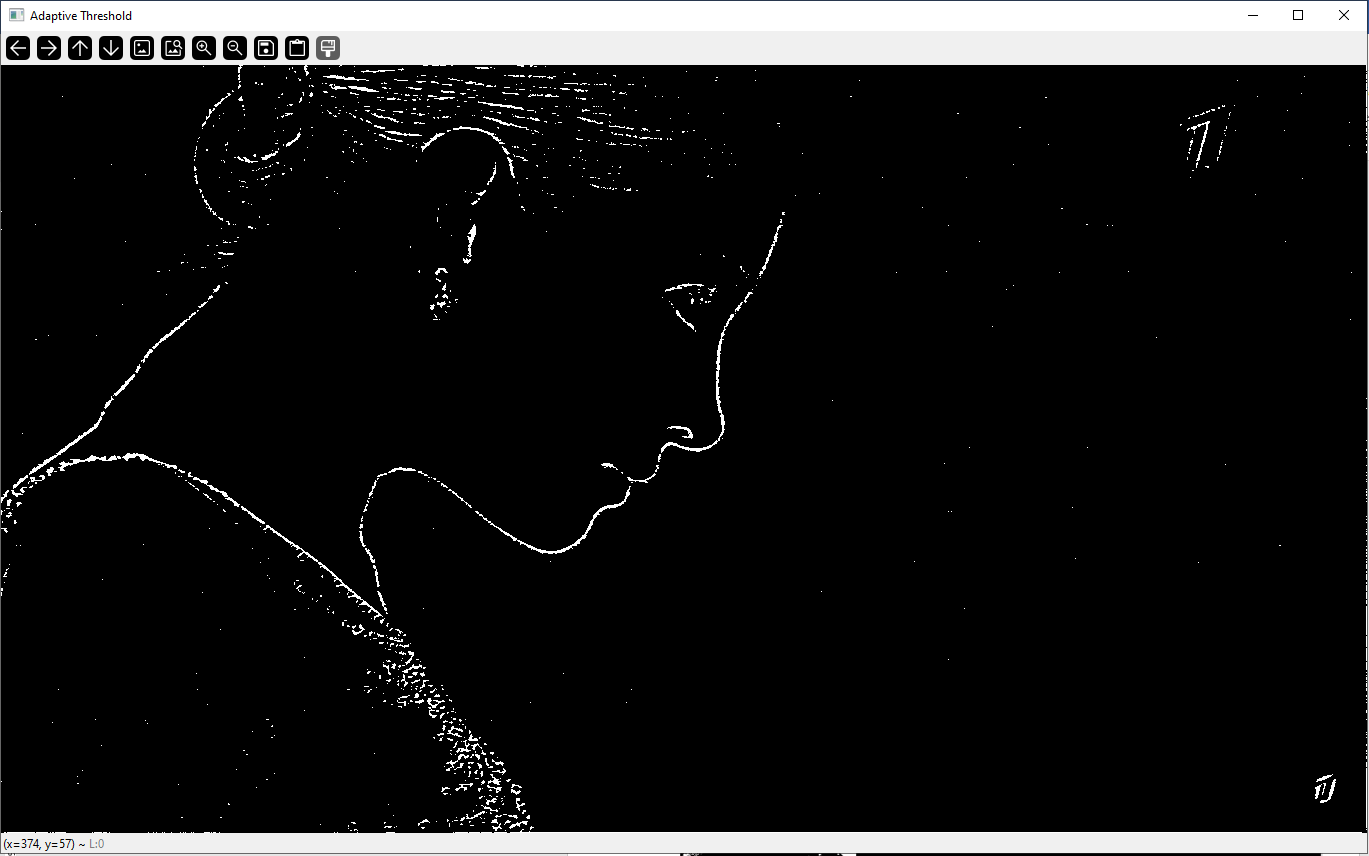 Adaptive Threshold
(x=374, y=57) ~ L:0